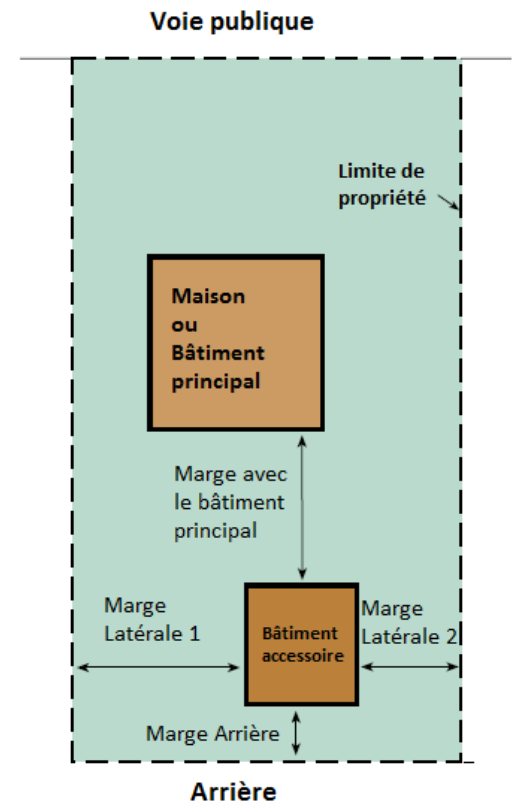 Voie publique
Limite de
propriété
Maison
ou
Bâtiment
principal
Marge avec
le bâtiment
principal
Marge
Latérale 1
Bâtiment
accessoire
Marge
Latérale 2
Marge Arrière
Arrière